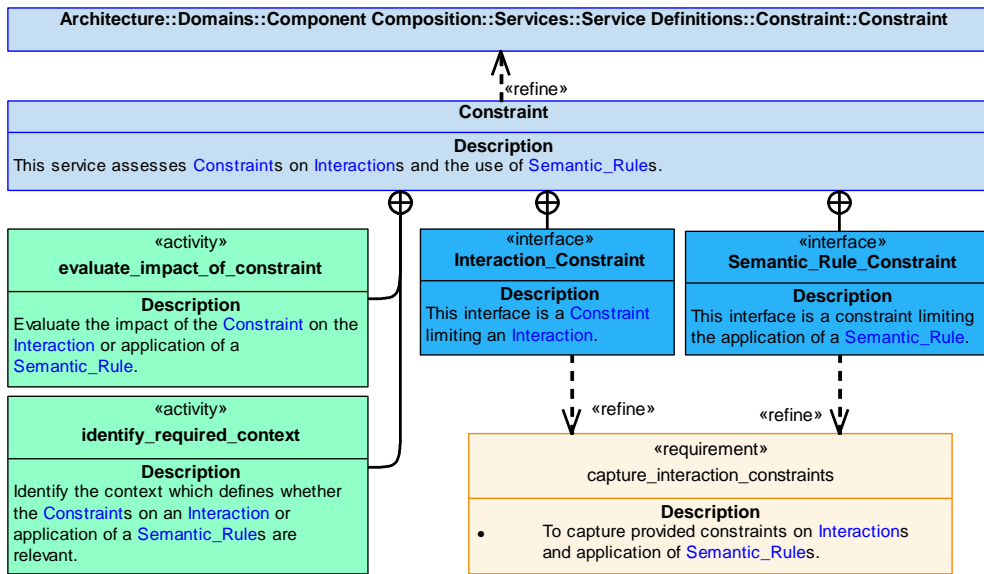 Architecture::Domains::Component Composition::Services::Service Definitions::Constraint::Constraint
«refine»
Constraint
Description
This service assesses Constraints on Interactions and the use of Semantic_Rules.
«activity»
evaluate_impact_of_constraint
Description
Evaluate the impact of the Constraint on the
Interaction or application of a
Semantic_Rule.
«interface»
Interaction_Constraint
Description
This interface is a Constraint
limiting an Interaction.
«interface»
Semantic_Rule_Constraint
Description
This interface is a constraint limiting
the application of a Semantic_Rule.
«activity»
identify_required_context
Description
Identify the context which defines whether
the Constraints on an Interaction or
application of a Semantic_Rules are
relevant.
«refine»
«refine»
«requirement»
capture_interaction_constraints
Description
• To capture provided constraints on Interactions
and application of Semantic_Rules.